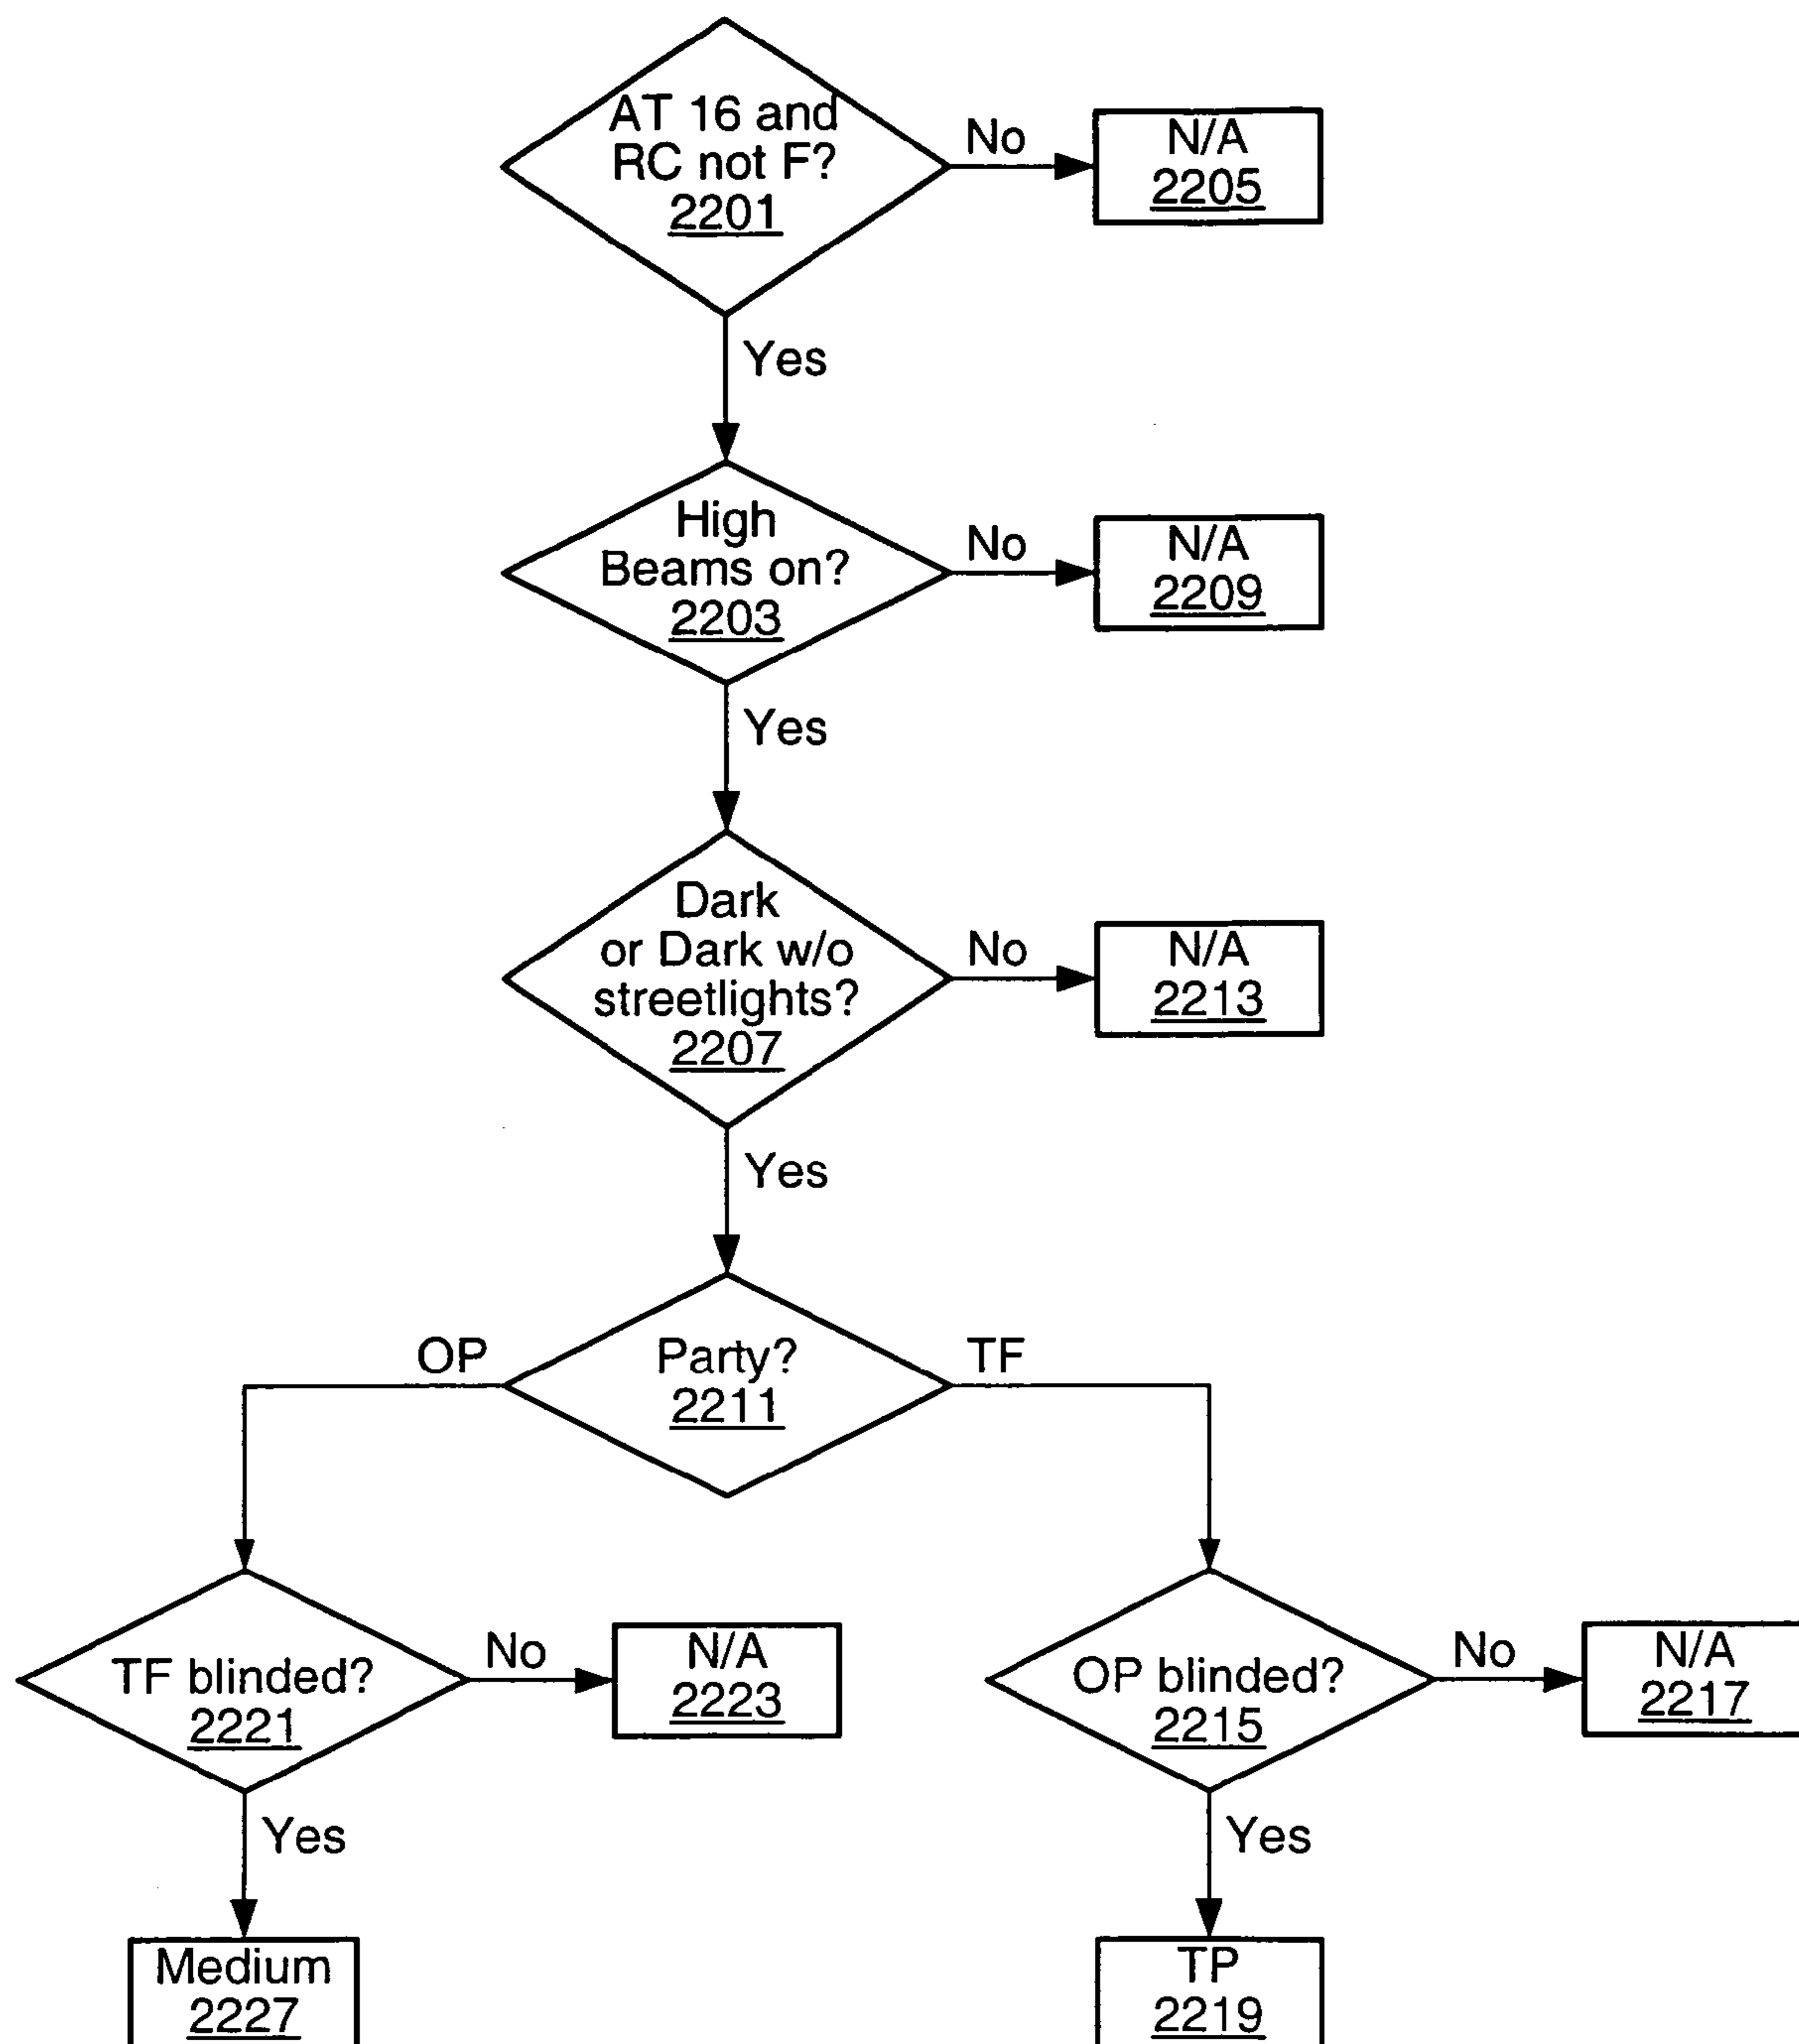 AT 16 and
RC not F?
2201
No
N/A
2205
Yes
High
Beams on?
2203
No
N/A
2209
Yes
Dark
or Dark w/o
streetlights?
2207
No
N/A
2213
Yes
OP
Party?
2211
TF
TF blinded?
2221
No
N/A
2223
OP blinded?
2215
No
N/A
2217
Yes
Yes
Medium
2227
TP
2219